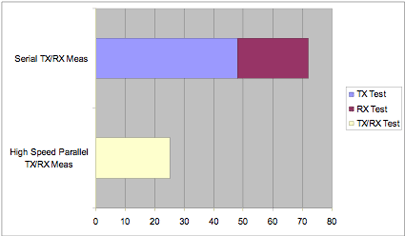 Serial TX/RX Meas
TX Test
RX Test
TX/RX Test
High Speed Parallel
TX/RX Meas
0 10 20 30 40 50 60 70 80